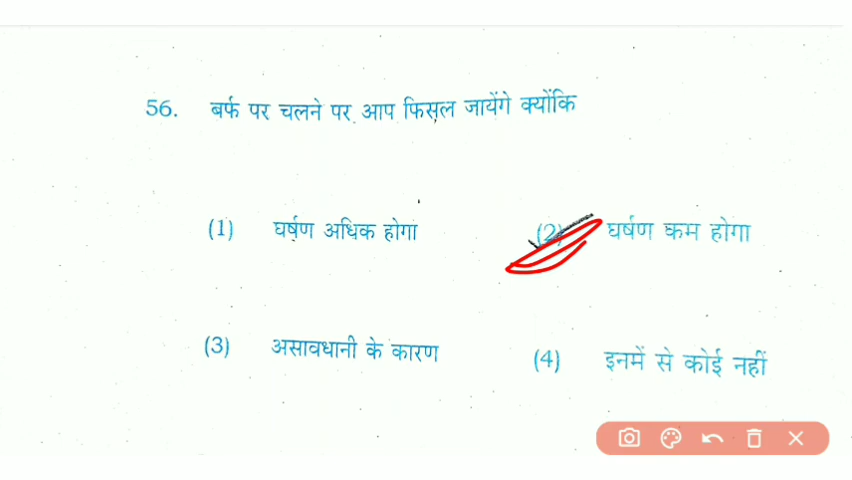 56. बर्फ पर चलने पर आप फिसल जायेंगे क्योंकि
(1) घर्षण अधिक होगा (2) घर्षण कम होगा
(3) असावधानी के कारण (4) इनमें से कोई नहीं